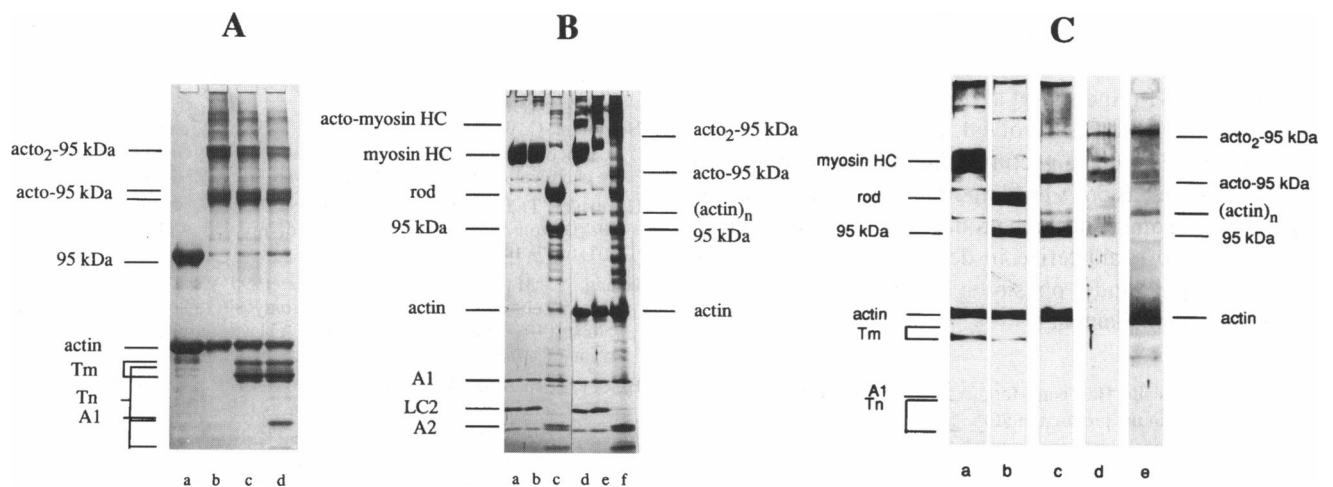 A
acto2-95 kDa
acto-95 kDa
95 kDa
actin
Tm
Tn
A1
a b c d
B
acto-myosin HC
myosin HC
rod
95 kDa
actin
A1
LC2
A2
acto2-95 kDa
acto-95 kDa
(actin)n
95 kDa
actin
a b c d e f
C
myosin HC
rod
95 kDa
actin
Tm
A1
Tn
acto2-95 kDa
acto-95 kDa
(actin)n
95 kDa
actin
a b c d e